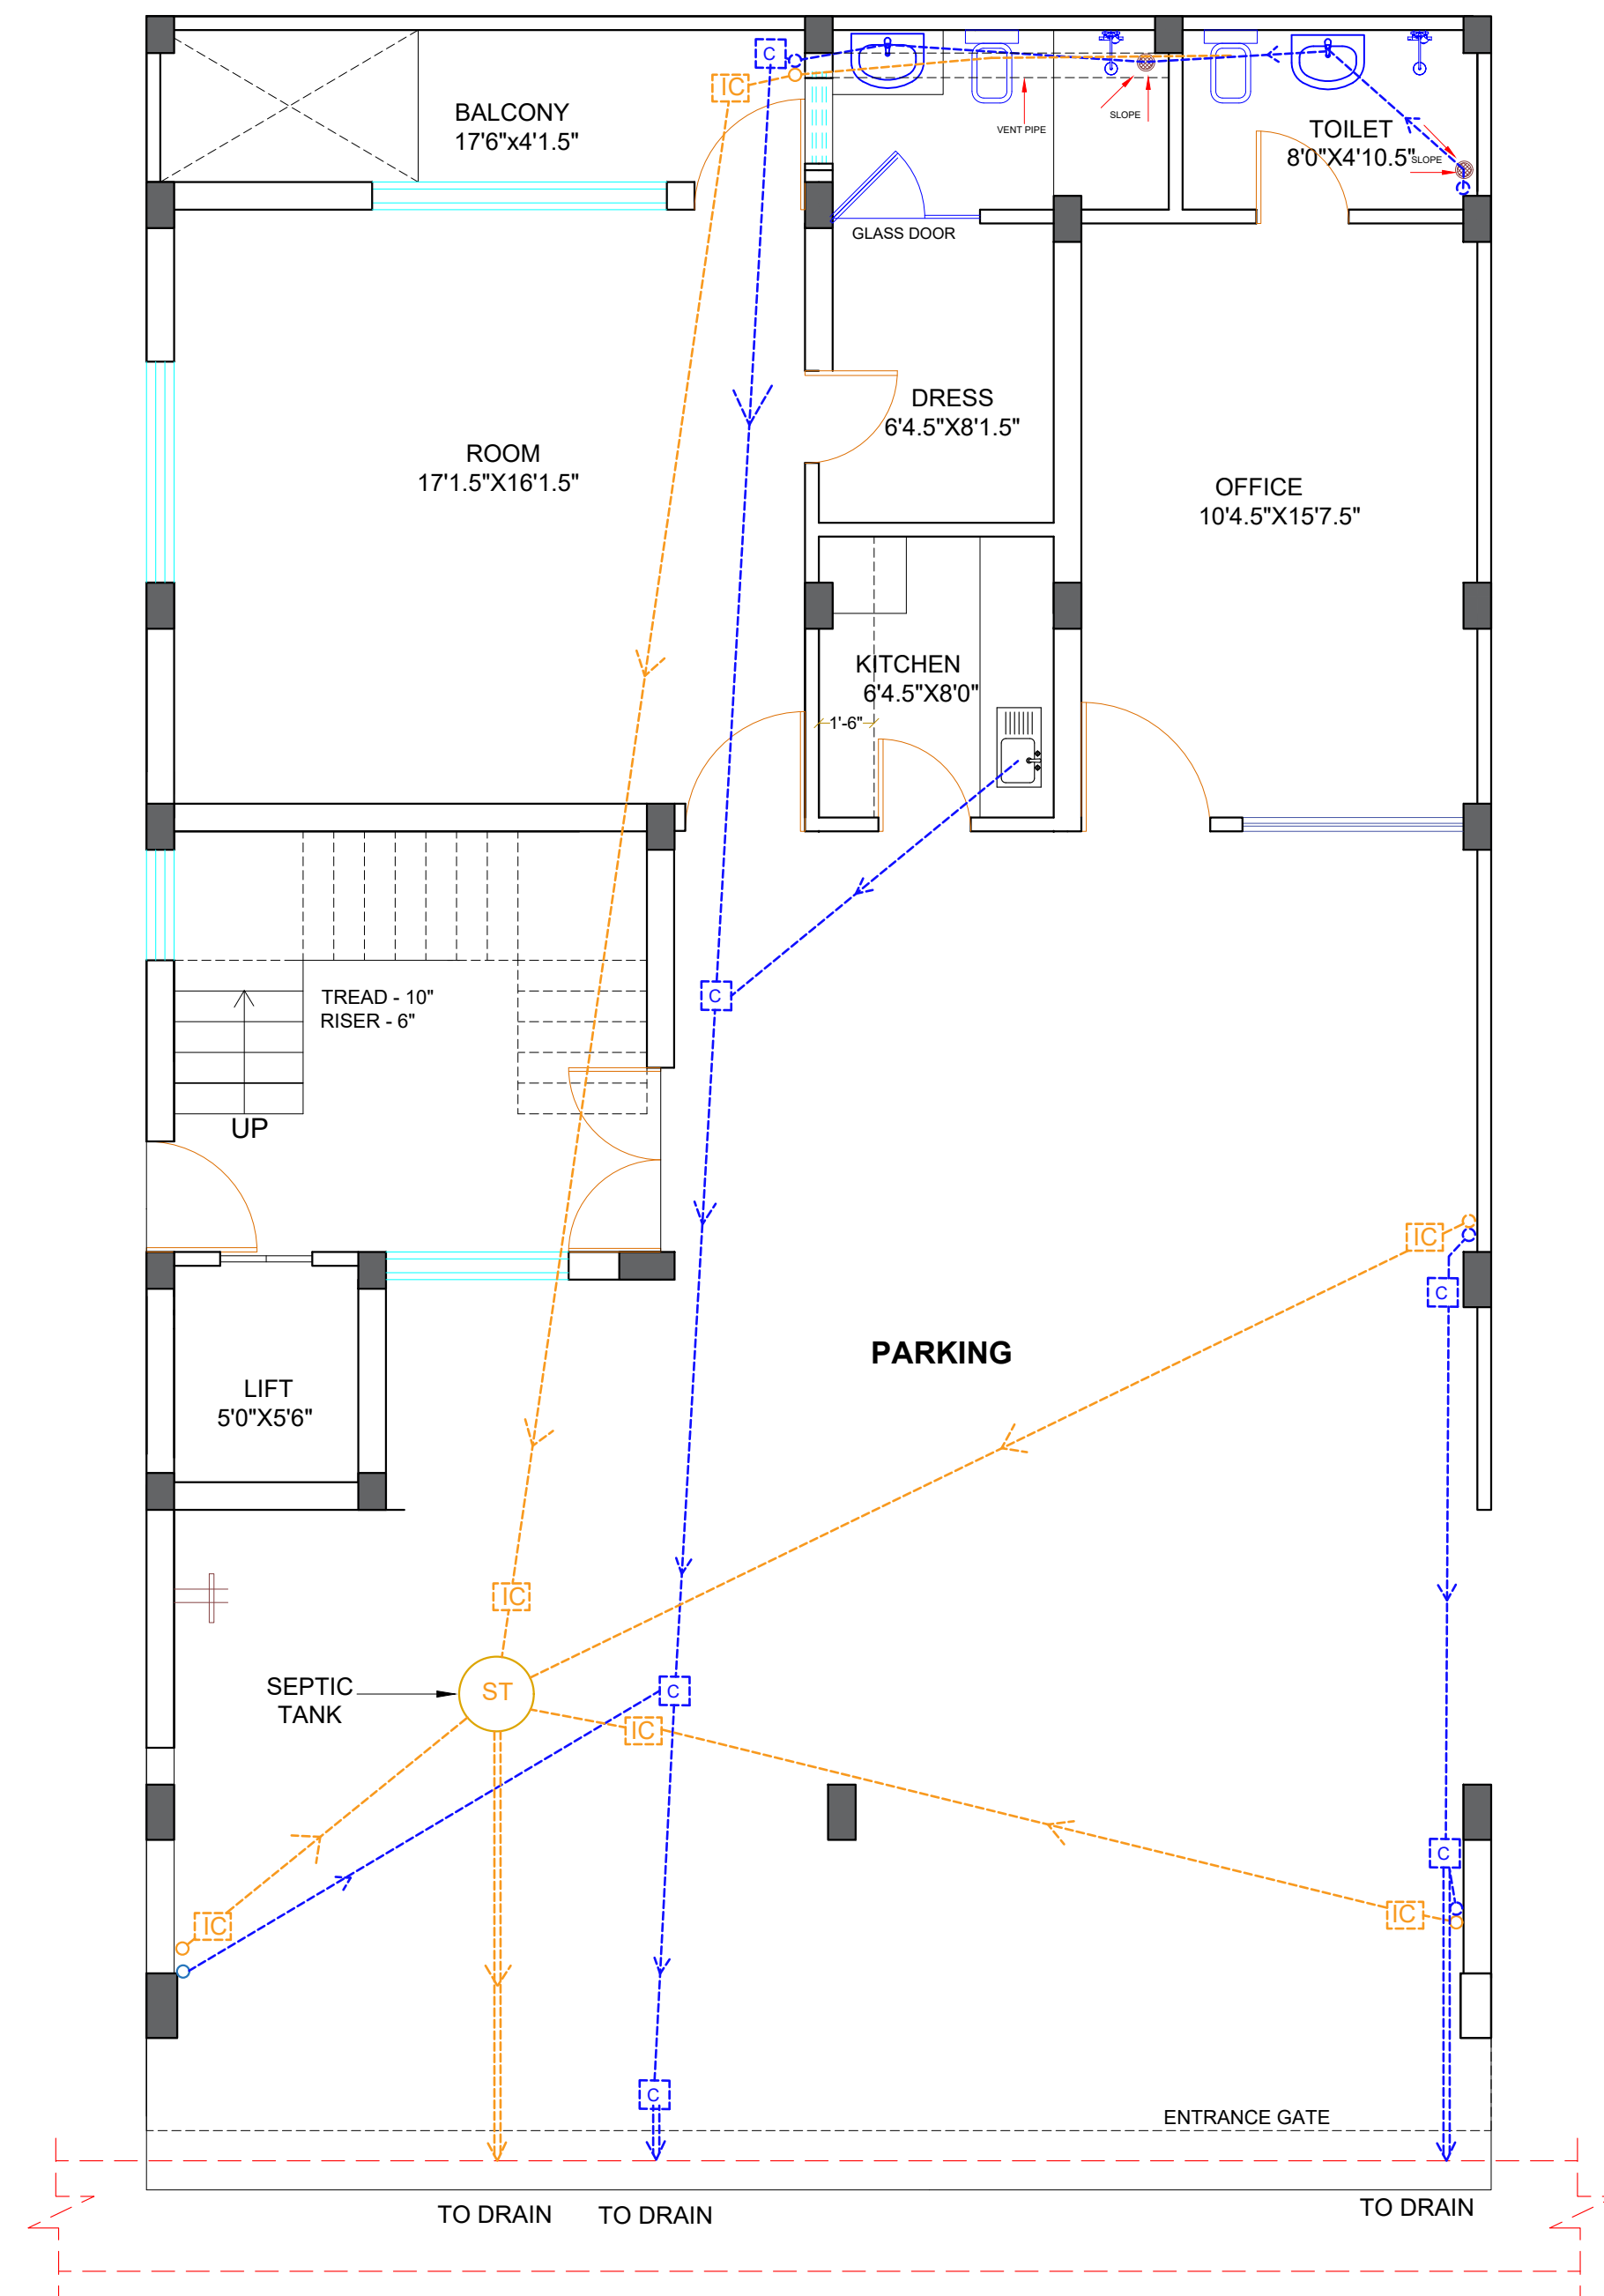 C
IC
BALCONY
17'6"x4'1.5"
VENT PIPE
SLOPE
TOILET
8'0"X4'10.5"
SLOPE
GLASS DOOR
DRESS
6'4.5"X8'1.5"
ROOM
17'1.5"X16'1.5"
OFFICE
10'4.5"X15'7.5"
KITCHEN
6'4.5"X8'0"
1'-6"
TREAD - 10"
RISER - 6"
C
UP
IC
C
PARKING
LIFT
5'0"X5'6"
IC
SEPTIC
TANK
ST
C
IC
C
IC
IC
C
ENTRANCE GATE
TO DRAIN
TO DRAIN
TO DRAIN